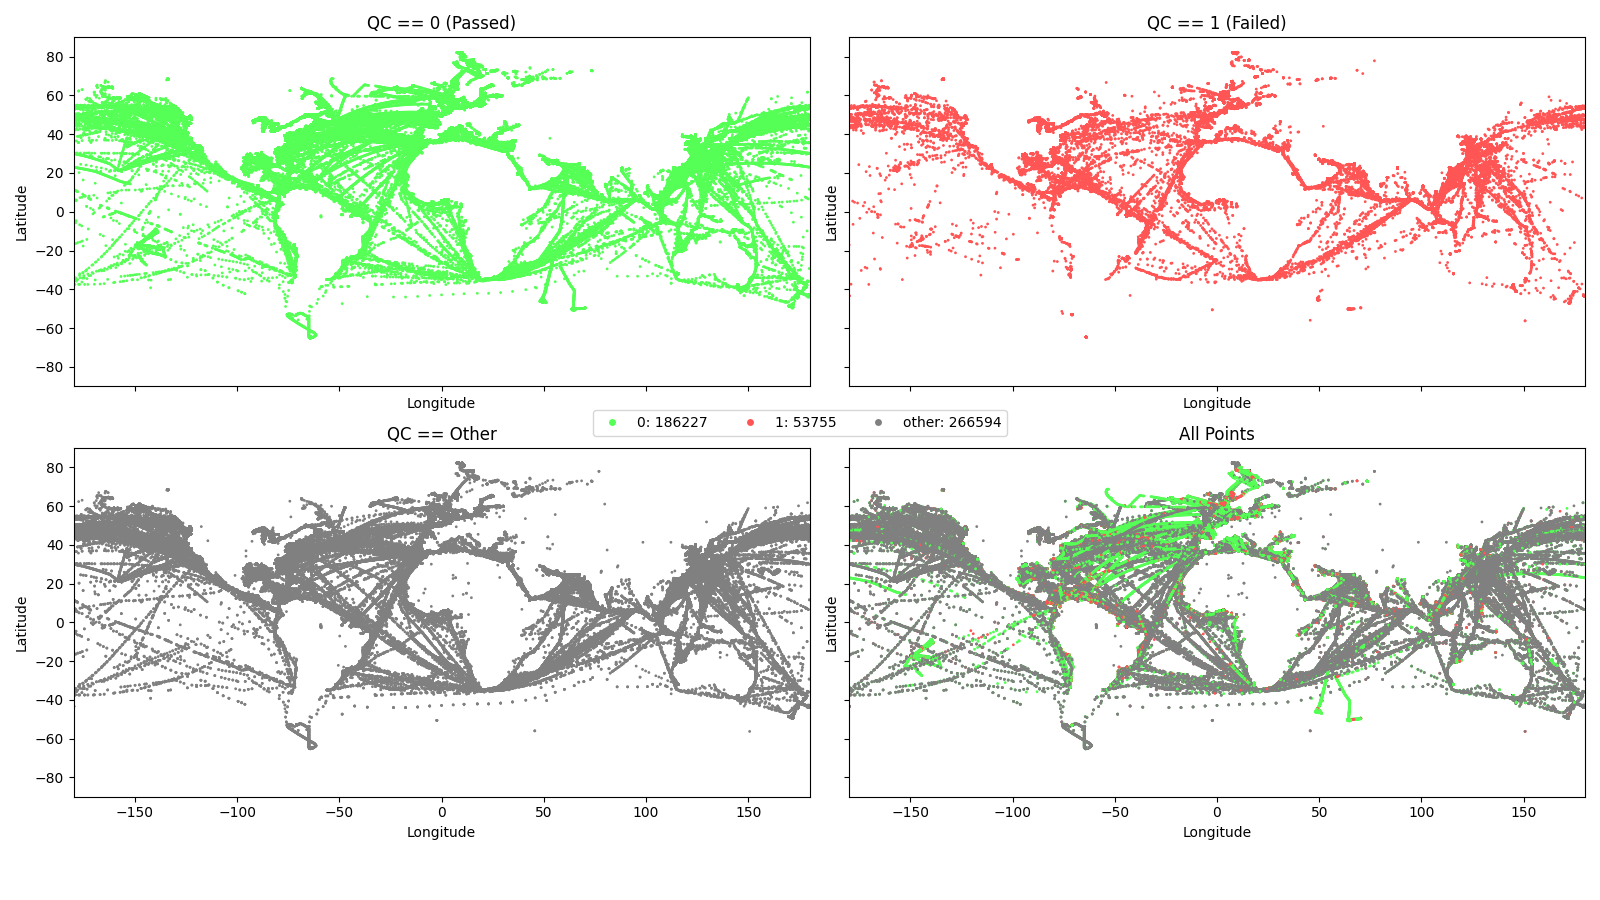 QC == 0 (Passed)
QC == 1 (Failed)
80
60
40
20
0
−20
−40
−60
−80
Latitude
Latitude
Longitude
Longitude
0: 186227 1: 53755 other: 266594
QC == Other
All Points
80
60
40
20
0
−20
−40
−60
−80
Latitude
Latitude
−150 −100 −50 0 50 100 150
−150 −100 −50 0 50 100 150
Longitude
Longitude